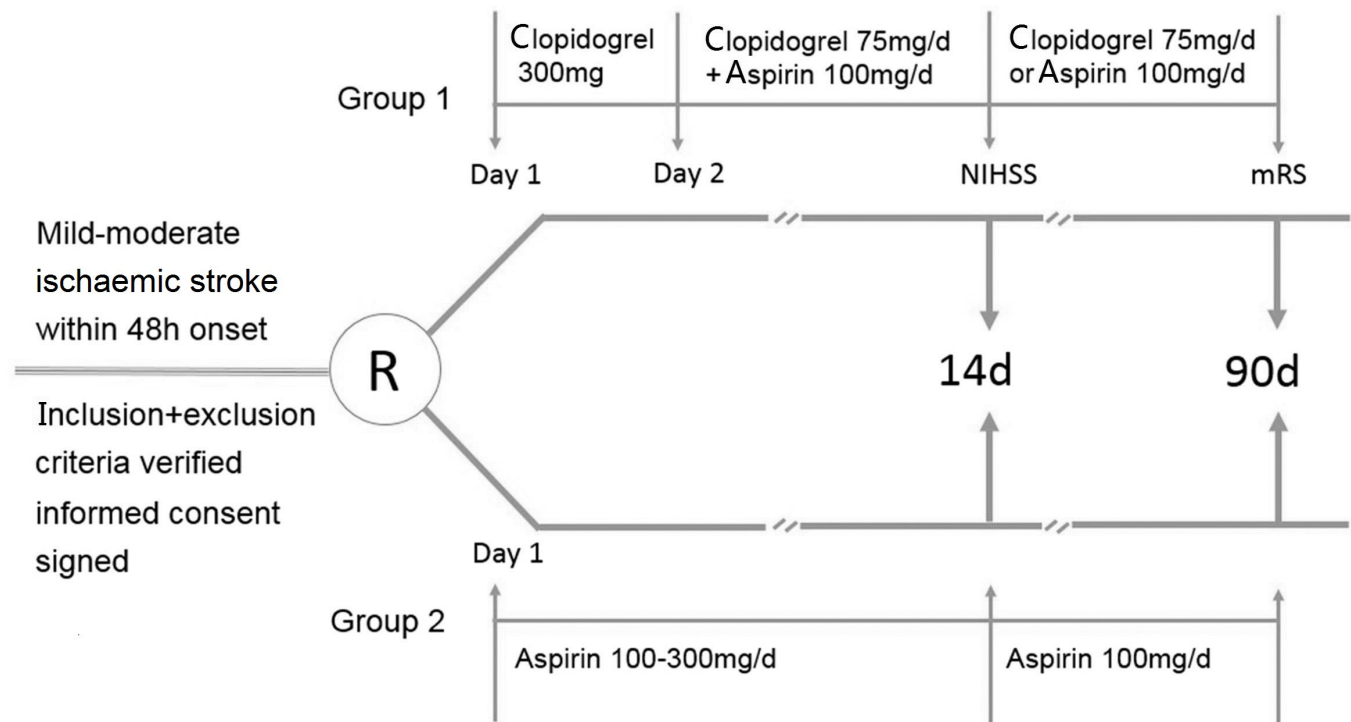 Clopidogrel
300mg
Clopidogrel 75mg/d
+Aspirin 100mg/d
Clopidogrel 75mg/d
or Aspirin 100mg/d
Group 1
Day 1
Day 2
NIHSS
mRS
Mild-moderate
ischaemic stroke
within 48h onset
R
14d
90d
Inclusion+exclusion
criteria verified
informed consent
signed
Day 1
Group 2
Aspirin 100-300mg/d
Aspirin 100mg/d